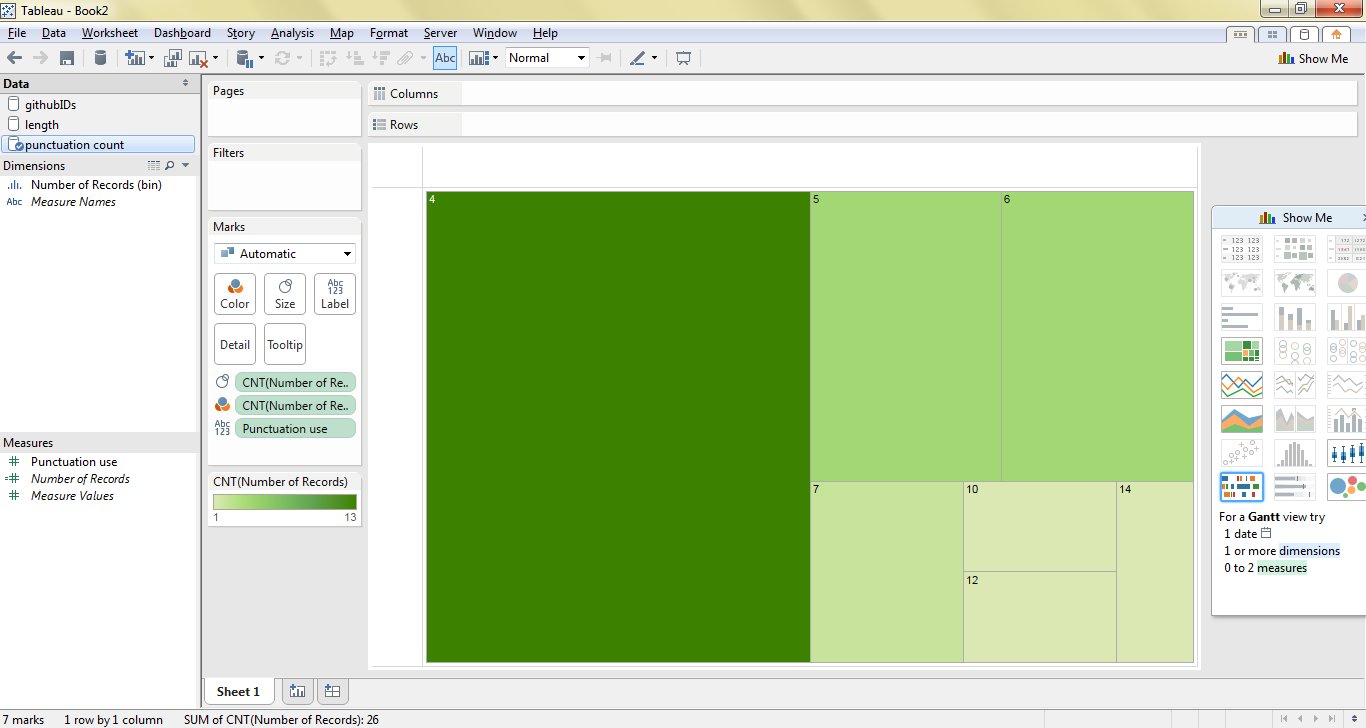 Tableau - Book2
File Data Worksheet Dashboard Story Analysis Map Format Server Window Help
Abc Normal Show Me
Data
githubIDs
length
punctuation count
Dimensions
Number of Records (bin)
Abc Measure Names
Measures
Punctuation use
Number of Records
Measure Values
Pages
Filters
Marks
Automatic
Color Size Abc 123 Label
Detail Tooltip
CNT(Number of Re..
CNT(Number of Re..
Abc 123 Punctuation use
CNT(Number of Records)
1 13
Columns
Rows
4 5 6
7 10 14
12
Show Me
For a Gantt view try
1 date
1 or more dimensions
0 to 2 measures
Sheet 1
7 marks 1 row by 1 column SUM of CNT(Number of Records): 26